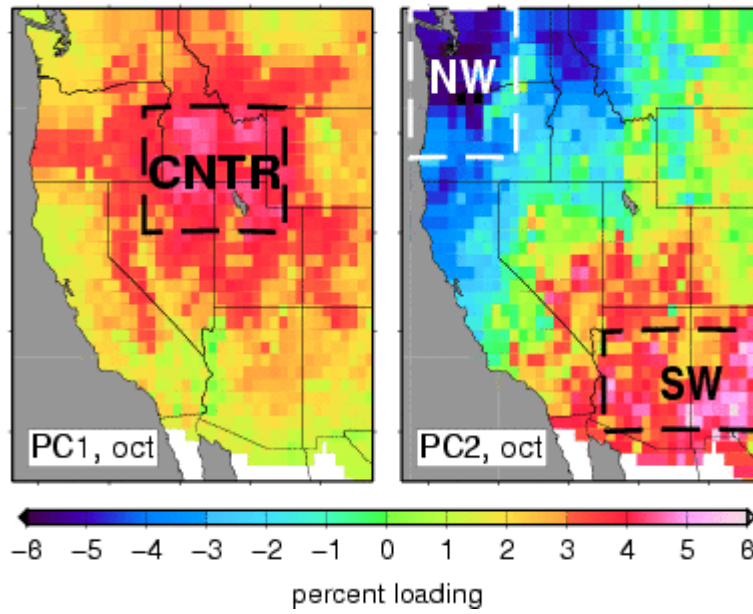 CNTR
PC1, oct
NW
SW
PC2, oct
−6 −5 −4 −3 −2 −1 0 1 2 3 4 5 6
percent loading